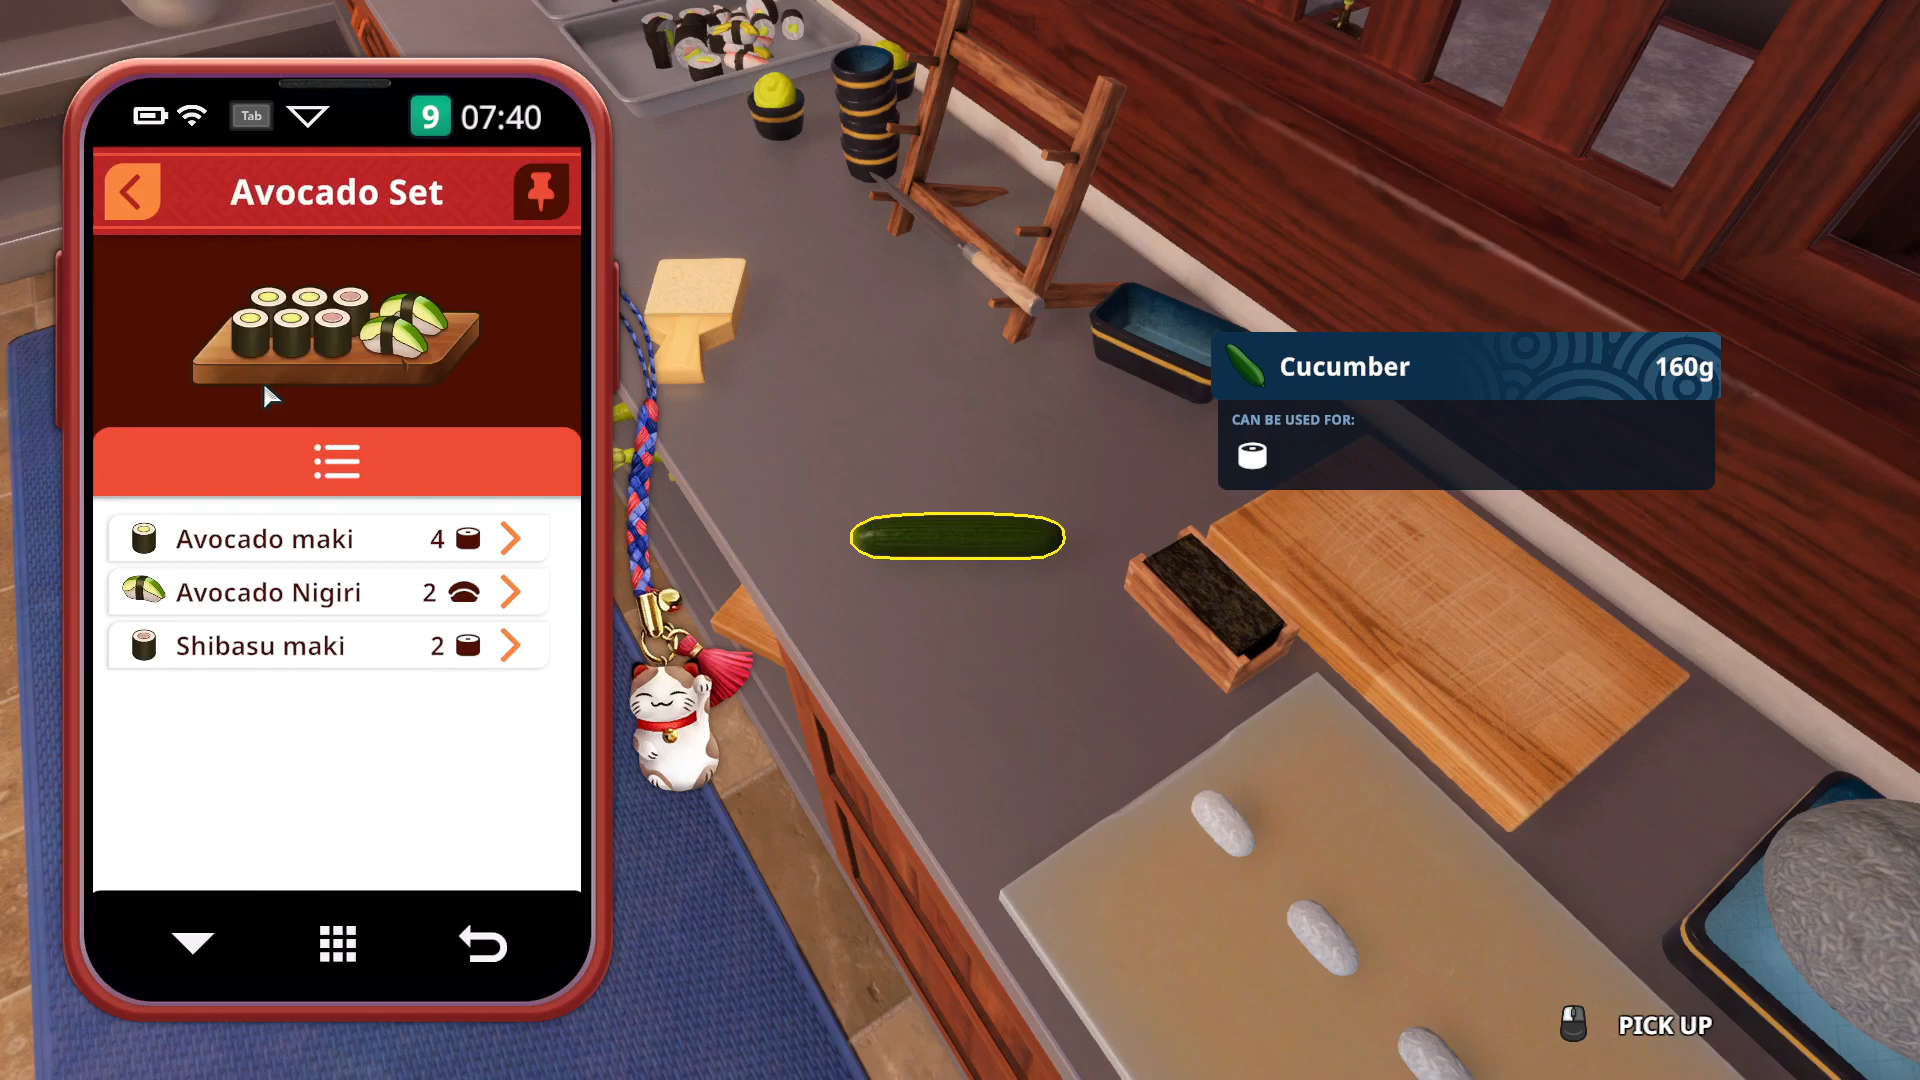 Tab
9 07:40
Avocado Set
Avocado maki 4
Avocado Nigiri 2
Shibasu maki 2
Cucumber 160g
CAN BE USED FOR:
PICK UP